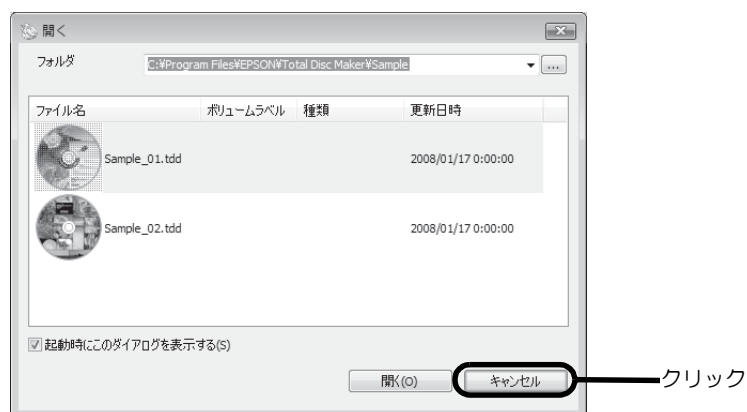 開く
フォルダ C:¥Program Files¥EPSON¥Total Disc Maker¥Sample ...
ファイル名 ボリュームラベル 種類 更新日時
Sample_01.tdd 2008/01/17 0:00:00
Sample_02.tdd 2008/01/17 0:00:00
起動時にこのダイアログを表示する(S)
開く(O) キャンセル クリック